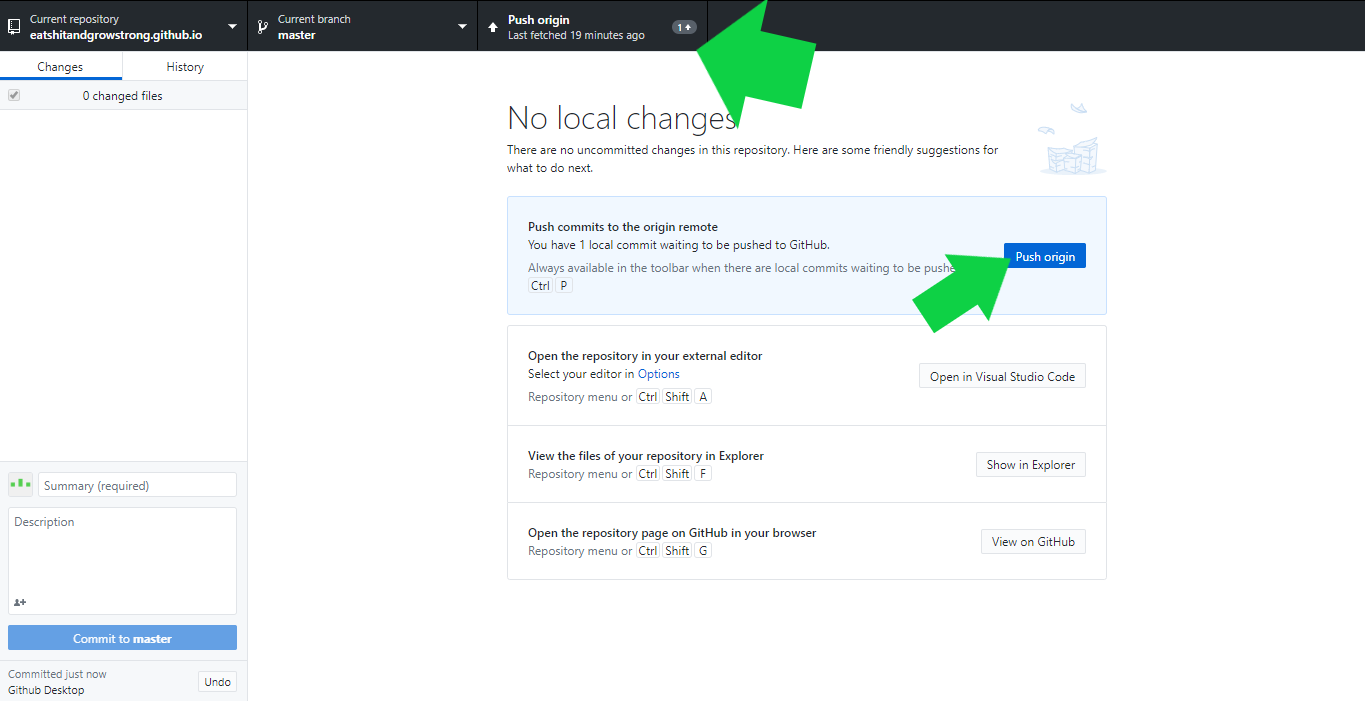 Current repository
eatshitandgrowstrong.github.io
Current branch
master
Push origin
Last fetched 19 minutes ago
1
Changes
History
0 changed files
No local changes
There are no uncommitted changes in this repository. Here are some friendly suggestions for
what to do next.
Push commits to the origin remote
You have 1 local commit waiting to be pushed to GitHub.
Always available in the toolbar when there are local commits waiting to be
Ctrl P
Push origin
Open the repository in your external editor
Select your editor in Options
Repository menu or Ctrl Shift A
Open in Visual Studio Code
View the files of your repository in Explorer
Repository menu or Ctrl Shift F
Show in Explorer
Open the repository page on GitHub in your browser
Repository menu or Ctrl Shift G
View on GitHub
Summary (required)
Description
Commit to master
Committed just now
Github Desktop
Undo